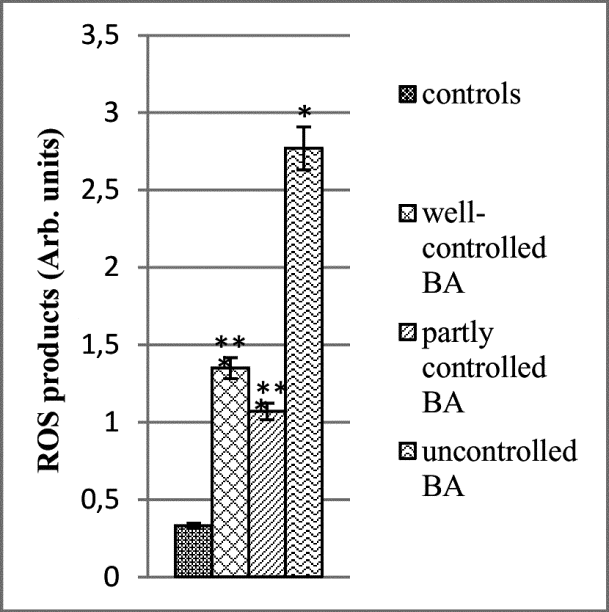 3,5
3
2,5
2
1,5
1
0,5
0
ROS products (Arb. units)
*
**
*
**
*
controls
well-
controlled
BA
partly
controlled
BA
uncontrolled
BA